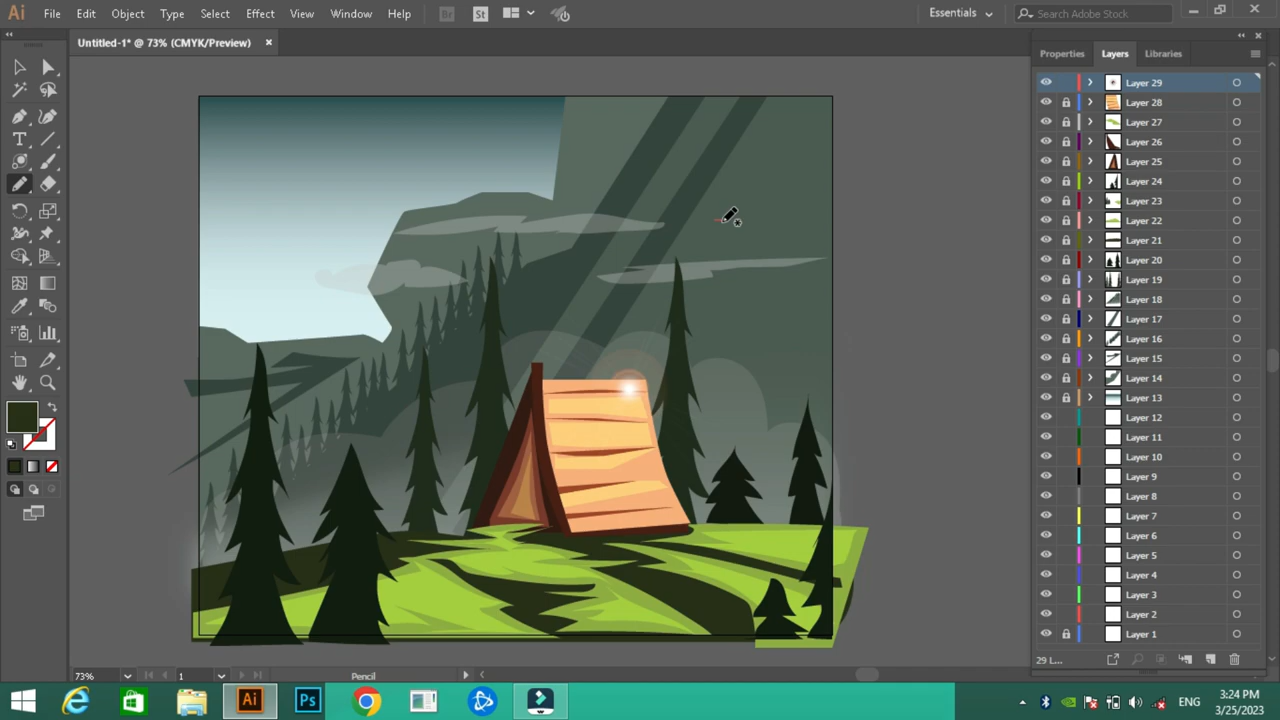 Ai File Edit Object Type Select Effect View Window Help Br St Essentials Search Adobe Stock
Untitled-1* @ 73% (CMYK/Preview)
Properties Layers Libraries
Layer 29
Layer 28
Layer 27
Layer 26
Layer 25
Layer 24
Layer 23
Layer 22
Layer 21
Layer 20
Layer 19
Layer 18
Layer 17
Layer 16
Layer 15
Layer 14
Layer 13
Layer 12
Layer 11
Layer 10
Layer 9
Layer 8
Layer 7
Layer 6
Layer 5
Layer 4
Layer 3
Layer 2
Layer 1
29 L...
73% 1 Pencil
Ai Ps ENG
3:24 PM
3/25/2023